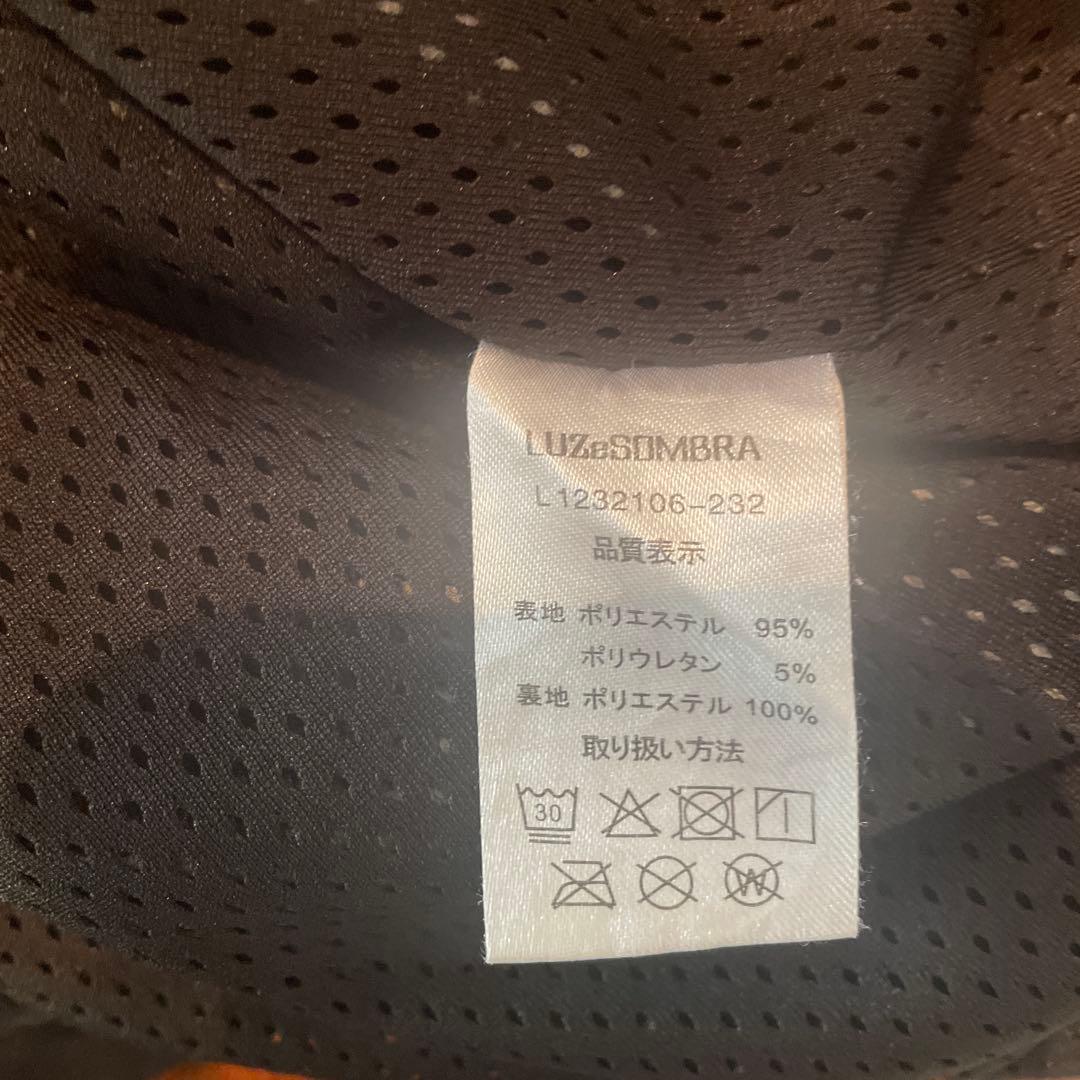 LUZeSOMBRA
L1232106-232
品質表示
表地 ポリエステル 95%
ポリウレタン 5%
裏地 ポリエステル 100%
取り扱い方法
30
W